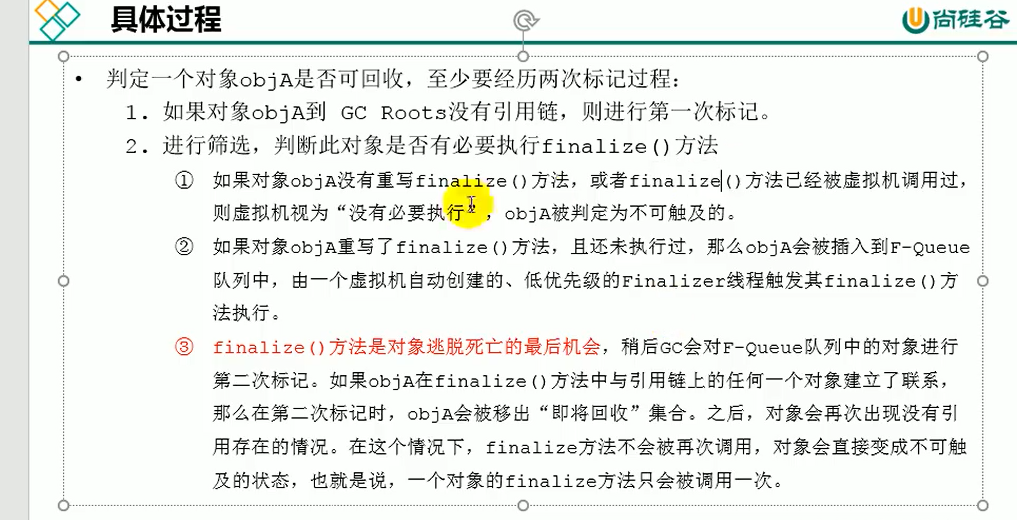 具体过程
尚硅谷
• 判定一个对象objA是否可回收，至少要经历两次标记过程：
1. 如果对象objA到 GC Roots没有引用链，则进行第一次标记。
2. 进行筛选，判断此对象是否有必要执行finalize()方法
① 如果对象objA没有重写finalize()方法，或者finalize()方法已经被虚拟机调用过，
则虚拟机视为“没有必要执行”，objA被判定为不可触及的。
② 如果对象objA重写了finalize()方法，且还未执行过，那么objA会被插入到F-Queue
队列中，由一个虚拟机自动创建的、低优先级的Finalizer线程触发其finalize()方
法执行。
③ finalize()方法是对象逃脱死亡的最后机会，稍后GC会对F-Queue队列中的对象进行
第二次标记。如果objA在finalize()方法中与引用链上的任何一个对象建立了联系，
那么在第二次标记时，objA会被移出“即将回收”集合。之后，对象会再次出现没有引
用存在的情况。在这个情况下，finalize方法不会被再次调用，对象会直接变成不可触
及的状态，也就是说，一个对象的finalize方法只会被调用一次。